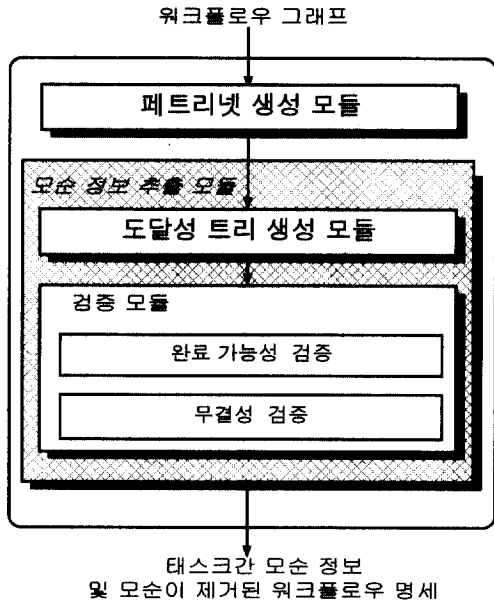 워크플로우 그래프
페트리넷 생성 모듈
모순 정보 추출 모듈
도달성 트리 생성 모듈
검증 모듈
완료 가능성 검증
무결성 검증
태스크간 모순 정보
및 모순이 제거된 워크플로우 명세